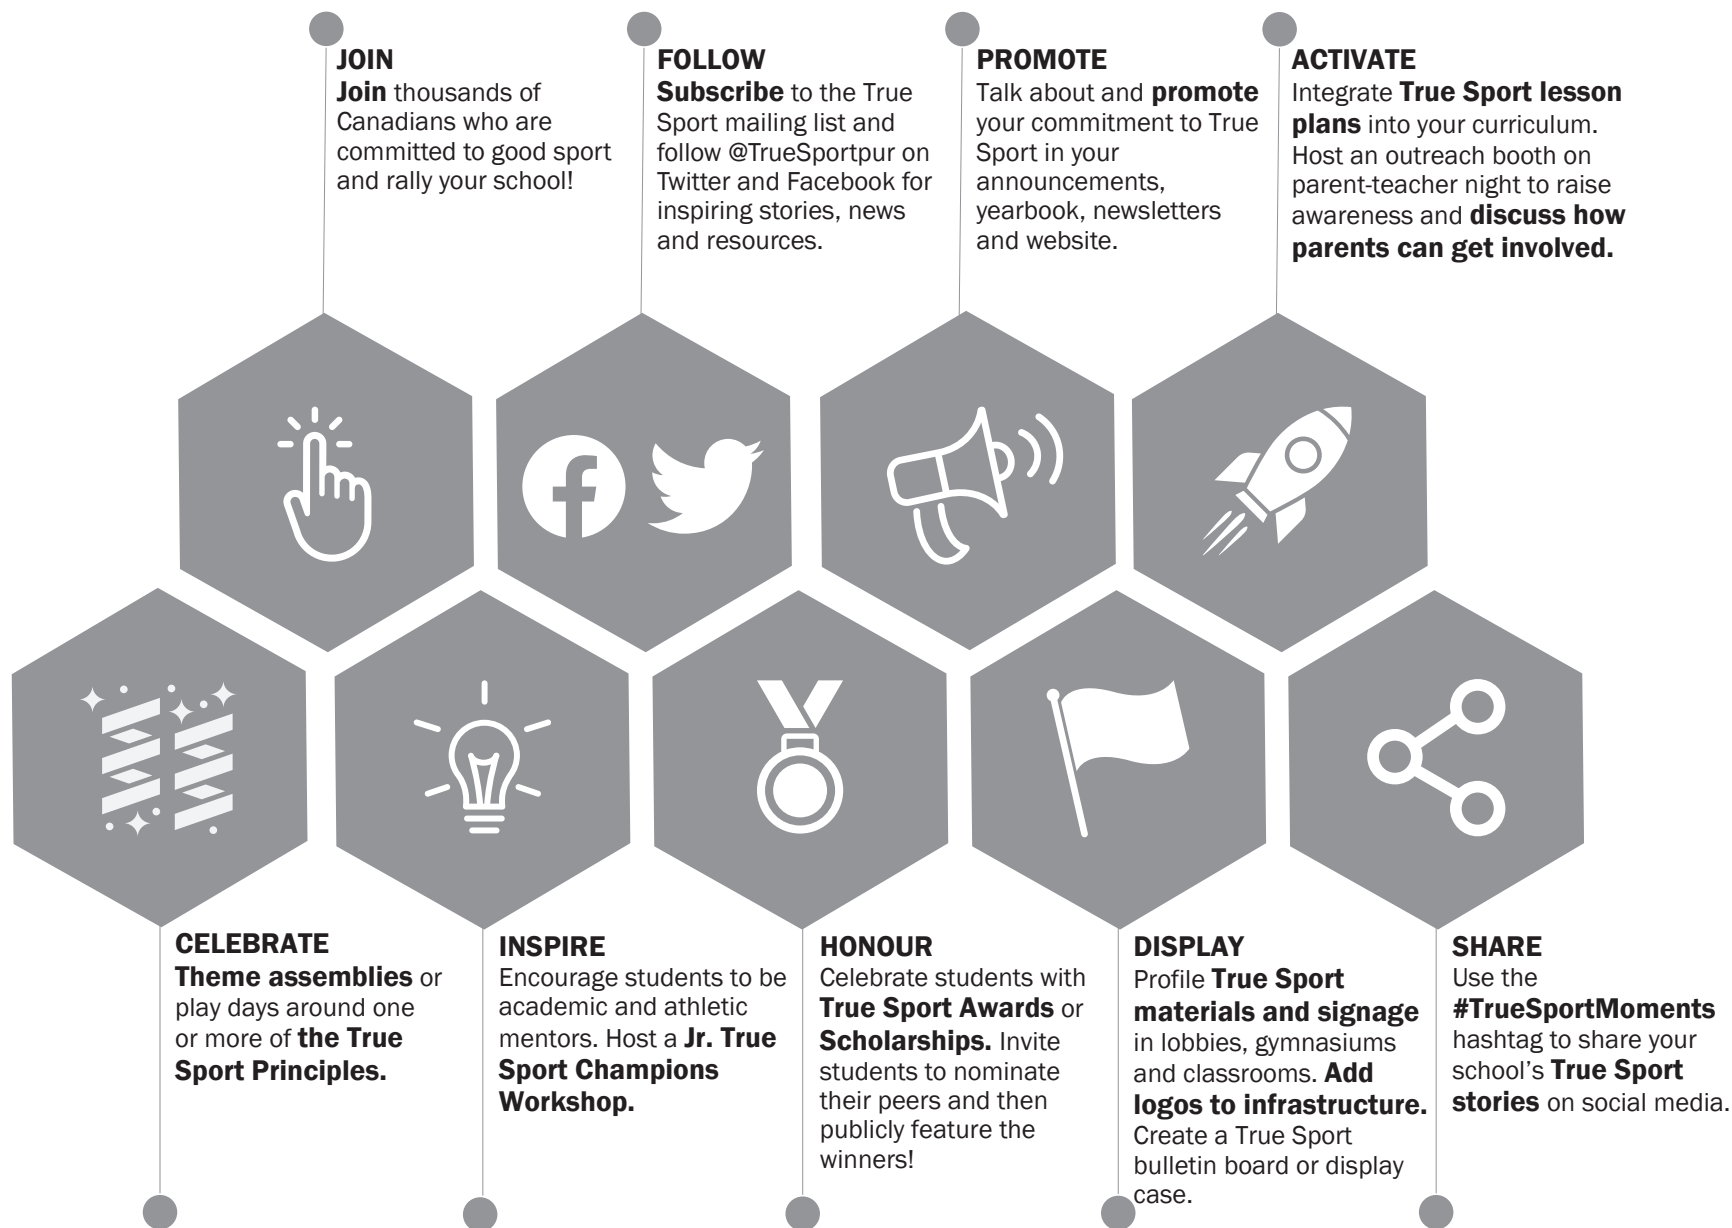 JOIN
Join thousands of
Canadians who are
committed to good sport
and rally your school!
FOLLOW
Subscribe to the True
Sport mailing list and
follow @TrueSportpur on
Twitter and Facebook for
inspiring stories, news
and resources.
PROMOTE
Talk about and promote
your commitment to True
Sport in your
announcements,
yearbook, newsletters
and website.
ACTIVATE
Integrate True Sport lesson
plans into your curriculum.
Host an outreach booth on
parent-teacher night to raise
awareness and discuss how
parents can get involved.
CELEBRATE
Theme assemblies or
play days around one
or more of the True
Sport Principles.
INSPIRE
Encourage students to be
academic and athletic
mentors. Host a Jr. True
Sport Champions
Workshop.
HONOUR
Celebrate students with
True Sport Awards or
Scholarships. Invite
students to nominate
their peers and then
publicly feature the
winners!
DISPLAY
Profile True Sport
materials and signage
in lobbies, gymnasiums
and classrooms. Add
logos to infrastructure.
Create a True Sport
bulletin board or display
case.
SHARE
Use the
#TrueSportMoments
hashtag to share your
school’s True Sport
stories on social media.